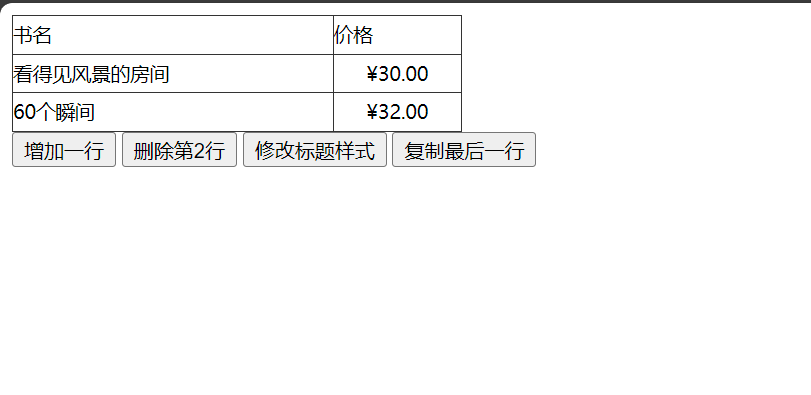 书名 价格
看得见风景的房间 ¥30.00
60个瞬间 ¥32.00
增加一行 删除第2行 修改标题样式 复制最后一行